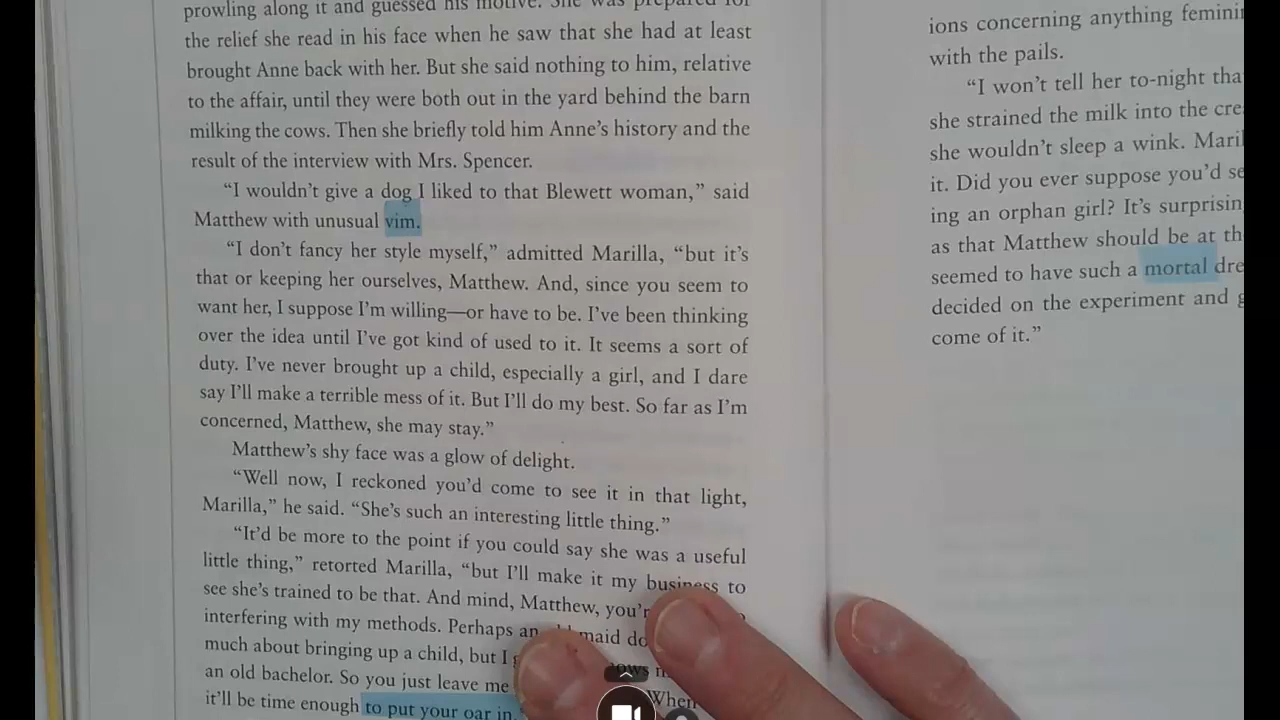 prowling along it and guessed his motive. She was prepared for
the relief she read in his face when he saw that she had at least
brought Anne back with her. But she said nothing to him, relative
to the affair, until they were both out in the yard behind the barn
milking the cows. Then she briefly told him Anne’s history and the
result of the interview with Mrs. Spencer.
“I wouldn’t give a dog I liked to that Blewett woman,” said
Matthew with unusual vim.
“I don’t fancy her style myself,” admitted Marilla, “but it’s
that or keeping her ourselves, Matthew. And, since you seem to
want her, I suppose I’m willing—or have to be. I’ve been thinking
over the idea until I’ve got kind of used to it. It seems a sort of
duty. I’ve never brought up a child, especially a girl, and I dare
say I’ll make a terrible mess of it. But I’ll do my best. So far as I’m
concerned, Matthew, she may stay.”
Matthew’s shy face was a glow of delight.
“Well now, I reckoned you’d come to see it in that light,
Marilla,” he said. “She’s such an interesting little thing.”
“It’d be more to the point if you could say she was a useful
little thing,” retorted Marilla, “but I’ll make it my business to
see she’s trained to be that. And mind, Matthew,
interfering with my methods. Perhaps an maid
much about bringing up a child, but I
an old bachelor. So you just leave me
it’ll be time enough to put your oar in. When
ions concerning anything
with the pails.
“I won’t tell her to-night
she strained the milk into the
she wouldn’t sleep a wink.
it. Did you ever suppose you’d
ing an orphan girl? It’s
as that Matthew should be at
seemed to have such a mortal
decided on the experiment and
come of it.”